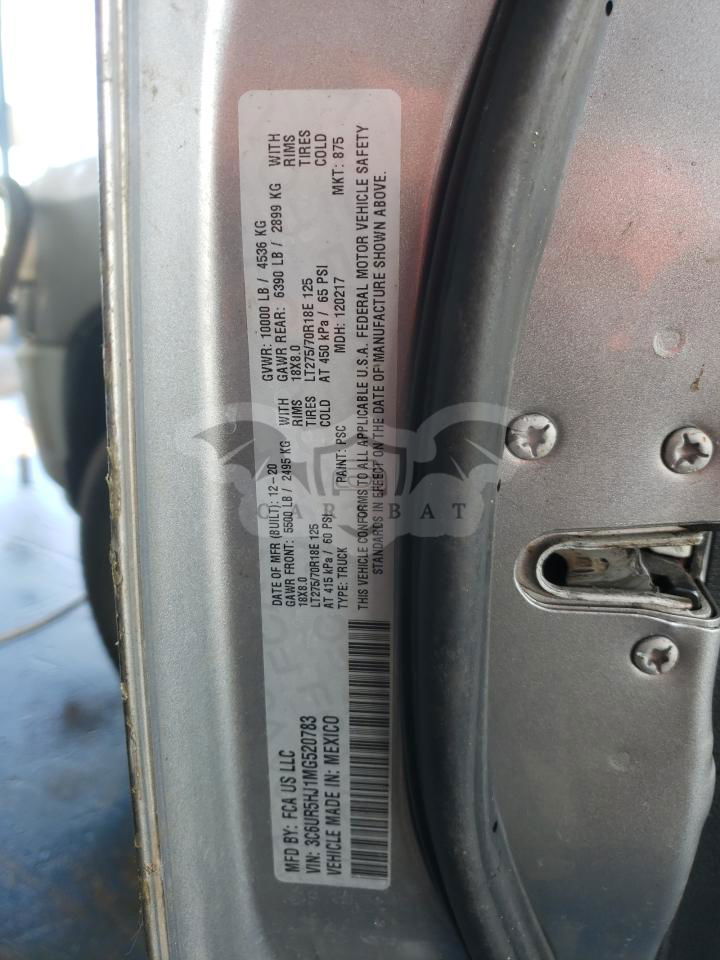 MFD BY: FCA US LLC
DATE OF MFR (BUILT): 12-20
GVWR: 10000 LB / 4536 KG
GAWR FRONT: 5500 LB / 2495 KG WITH
GAWR REAR: 6390 LB / 2899 KG WITH
18X8.0 RIMS
18X8.0 RIMS
LT275/70R18E 125 TIRES
LT275/70R18E 125 TIRES
AT 415 kPa / 60 PSI COLD
AT 450 kPa / 65 PSI COLD
VIN: 3C6UR5HJ1MG520783
TYPE: TRUCK PAINT: PSC MDH: 120217 MKT: 875
VEHICLE MADE IN: MEXICO
THIS VEHICLE CONFORMS TO ALL APPLICABLE U.S.A. FEDERAL MOTOR VEHICLE SAFETY
STANDARDS IN EFFECT ON THE DATE OF MANUFACTURE SHOWN ABOVE.
CAR BAT